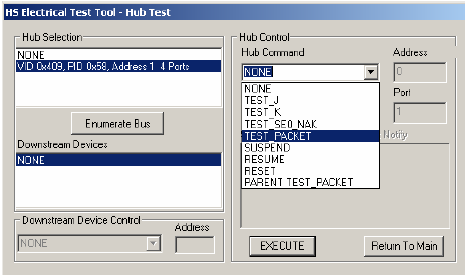 HS Electrical Test Tool - Hub Test
Hub Selection
NONE
VID 0x409, PID 0x58, Address 1, 4 Ports
Enumerate Bus
Downstream Devices
NONE
Downstream Device Control
Address
NONE
Hub Control
Hub Command
Address
NONE
0
NONE
TEST_J
TEST_K
TEST_SE0_NAK
TEST_PACKET
SUSPEND
RESUME
RESET
PARENT TEST_PACKET
Port
1
Notify
EXECUTE
Return To Main